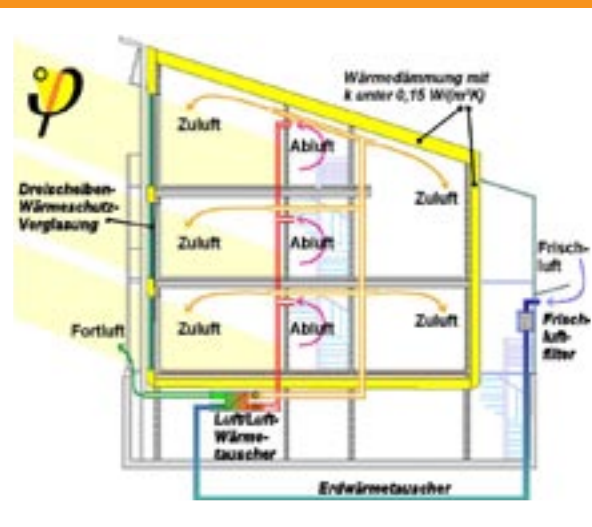 Wärmedämmung mit
k unter 0,15 W/(m²K)
Zuluft
Abluft
Zuluft
Dreischeiben-
Wärmeschutz-
Verglasung
Zuluft
Abluft
Frisch-
luft
Fortluft
Zuluft
Abluft
Zuluft
Frisch-
luft-
filter
Luft/Luft-
Wärme-
tauscher
Erdwärmetauscher